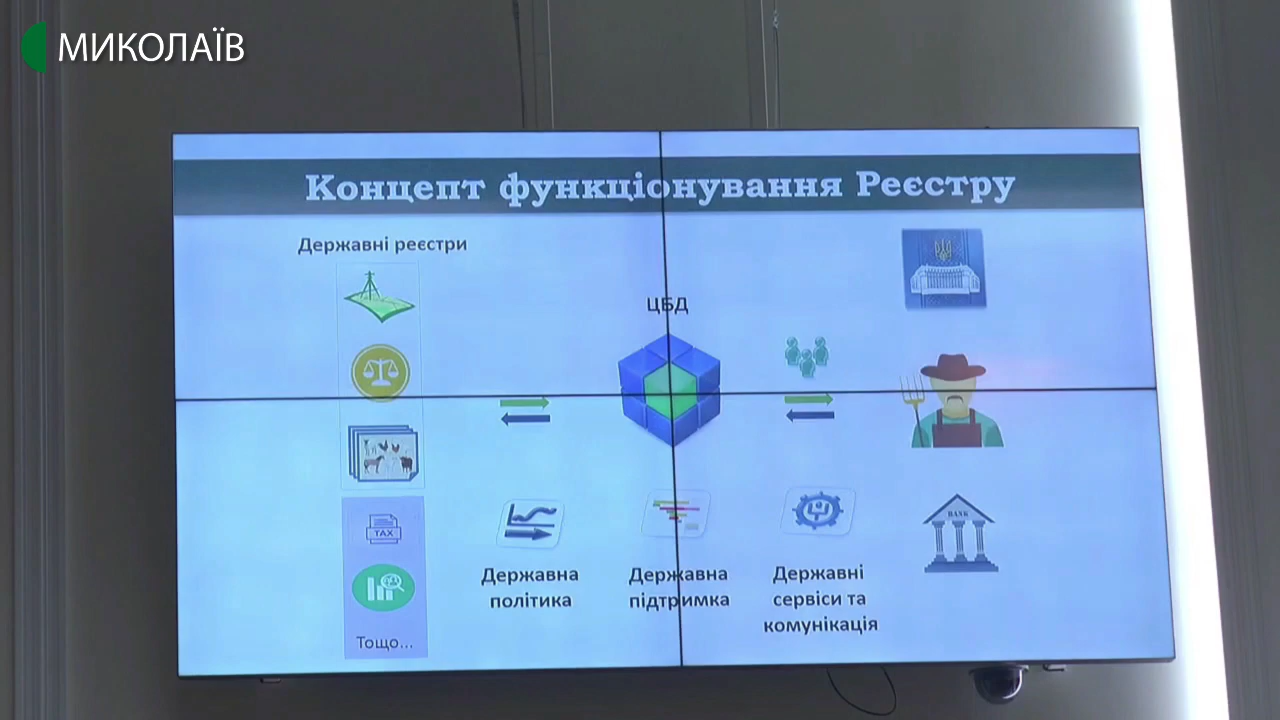 МИКОЛАЇВ
Концепт функціонування Реєстру
Державні реєстри
ЦБД
TAX
BANK
Тощо...
Державна
політика
Державна
підтримка
Державні
сервіси та
комунікація